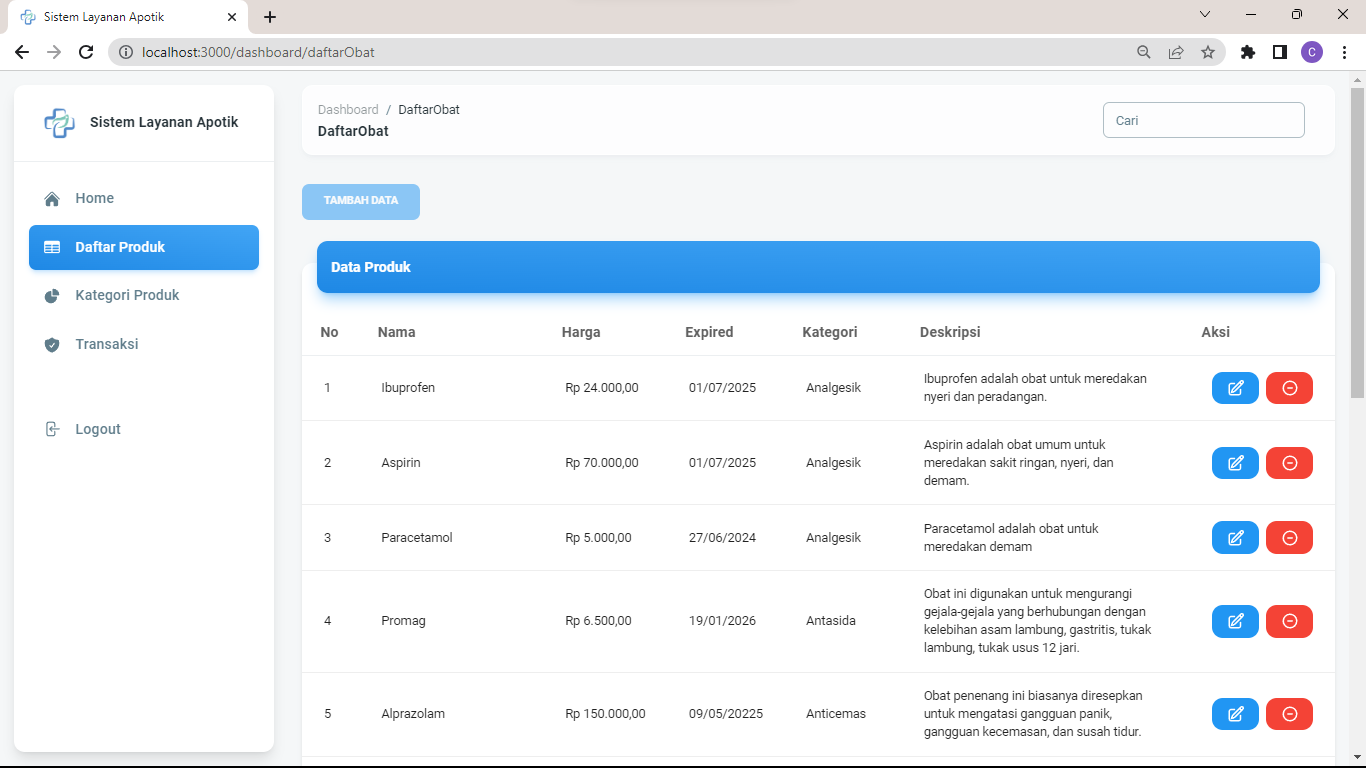 Sistem Layanan Apotik
localhost:3000/dashboard/daftarObat
C
Sistem Layanan Apotik
Home
Daftar Produk
Kategori Produk
Transaksi
Logout
Dashboard / DaftarObat
DaftarObat
Cari
TAMBAH DATA
Data Produk
No Nama Harga Expired Kategori Deskripsi Aksi
1 Ibuprofen Rp 24.000,00 01/07/2025 Analgesik Ibuprofen adalah obat untuk meredakan
nyeri dan peradangan.
2 Aspirin Rp 70.000,00 01/07/2025 Analgesik Aspirin adalah obat umum untuk
meredakan sakit ringan, nyeri, dan
demam.
3 Paracetamol Rp 5.000,00 27/06/2024 Analgesik Paracetamol adalah obat untuk
meredakan demam
4 Promag Rp 6.500,00 19/01/2026 Antasida Obat ini digunakan untuk mengurangi
gejala-gejala yang berhubungan dengan
kelebihan asam lambung, gastritis, tukak
lambung, tukak usus 12 jari.
5 Alprazolam Rp 150.000,00 09/05/20225 Anticemas Obat penenang ini biasanya diresepkan
untuk mengatasi gangguan panik,
gangguan kecemasan, dan susah tidur.